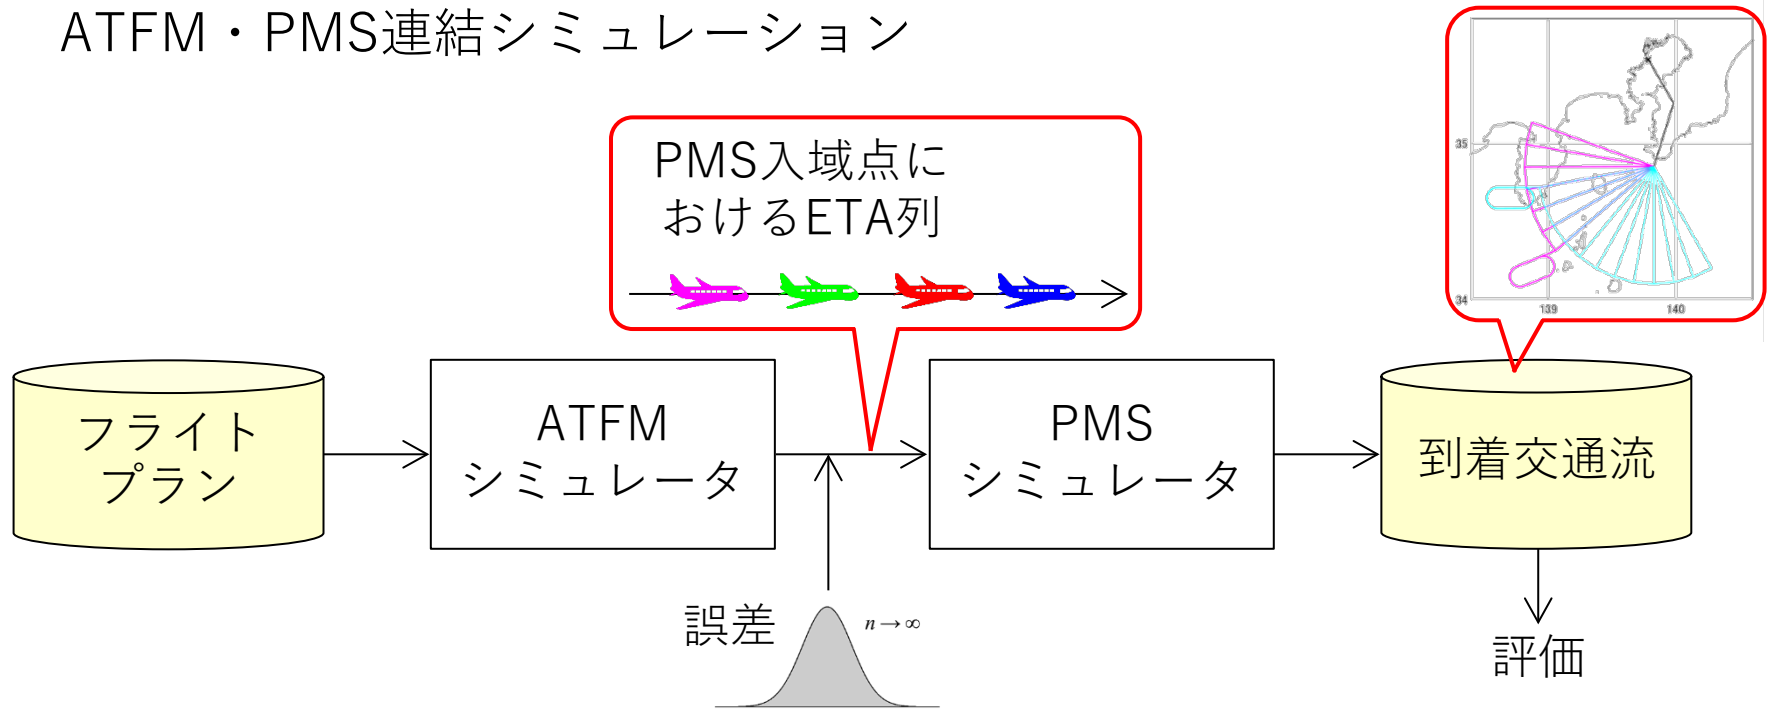 ATFM・PMS連結シミュレーション
PMS入域点に
おけるETA列
35
34
139
140
フライト
プラン
ATFM
シミュレータ
PMS
シミュレータ
到着交通流
誤差
n→∞
評価